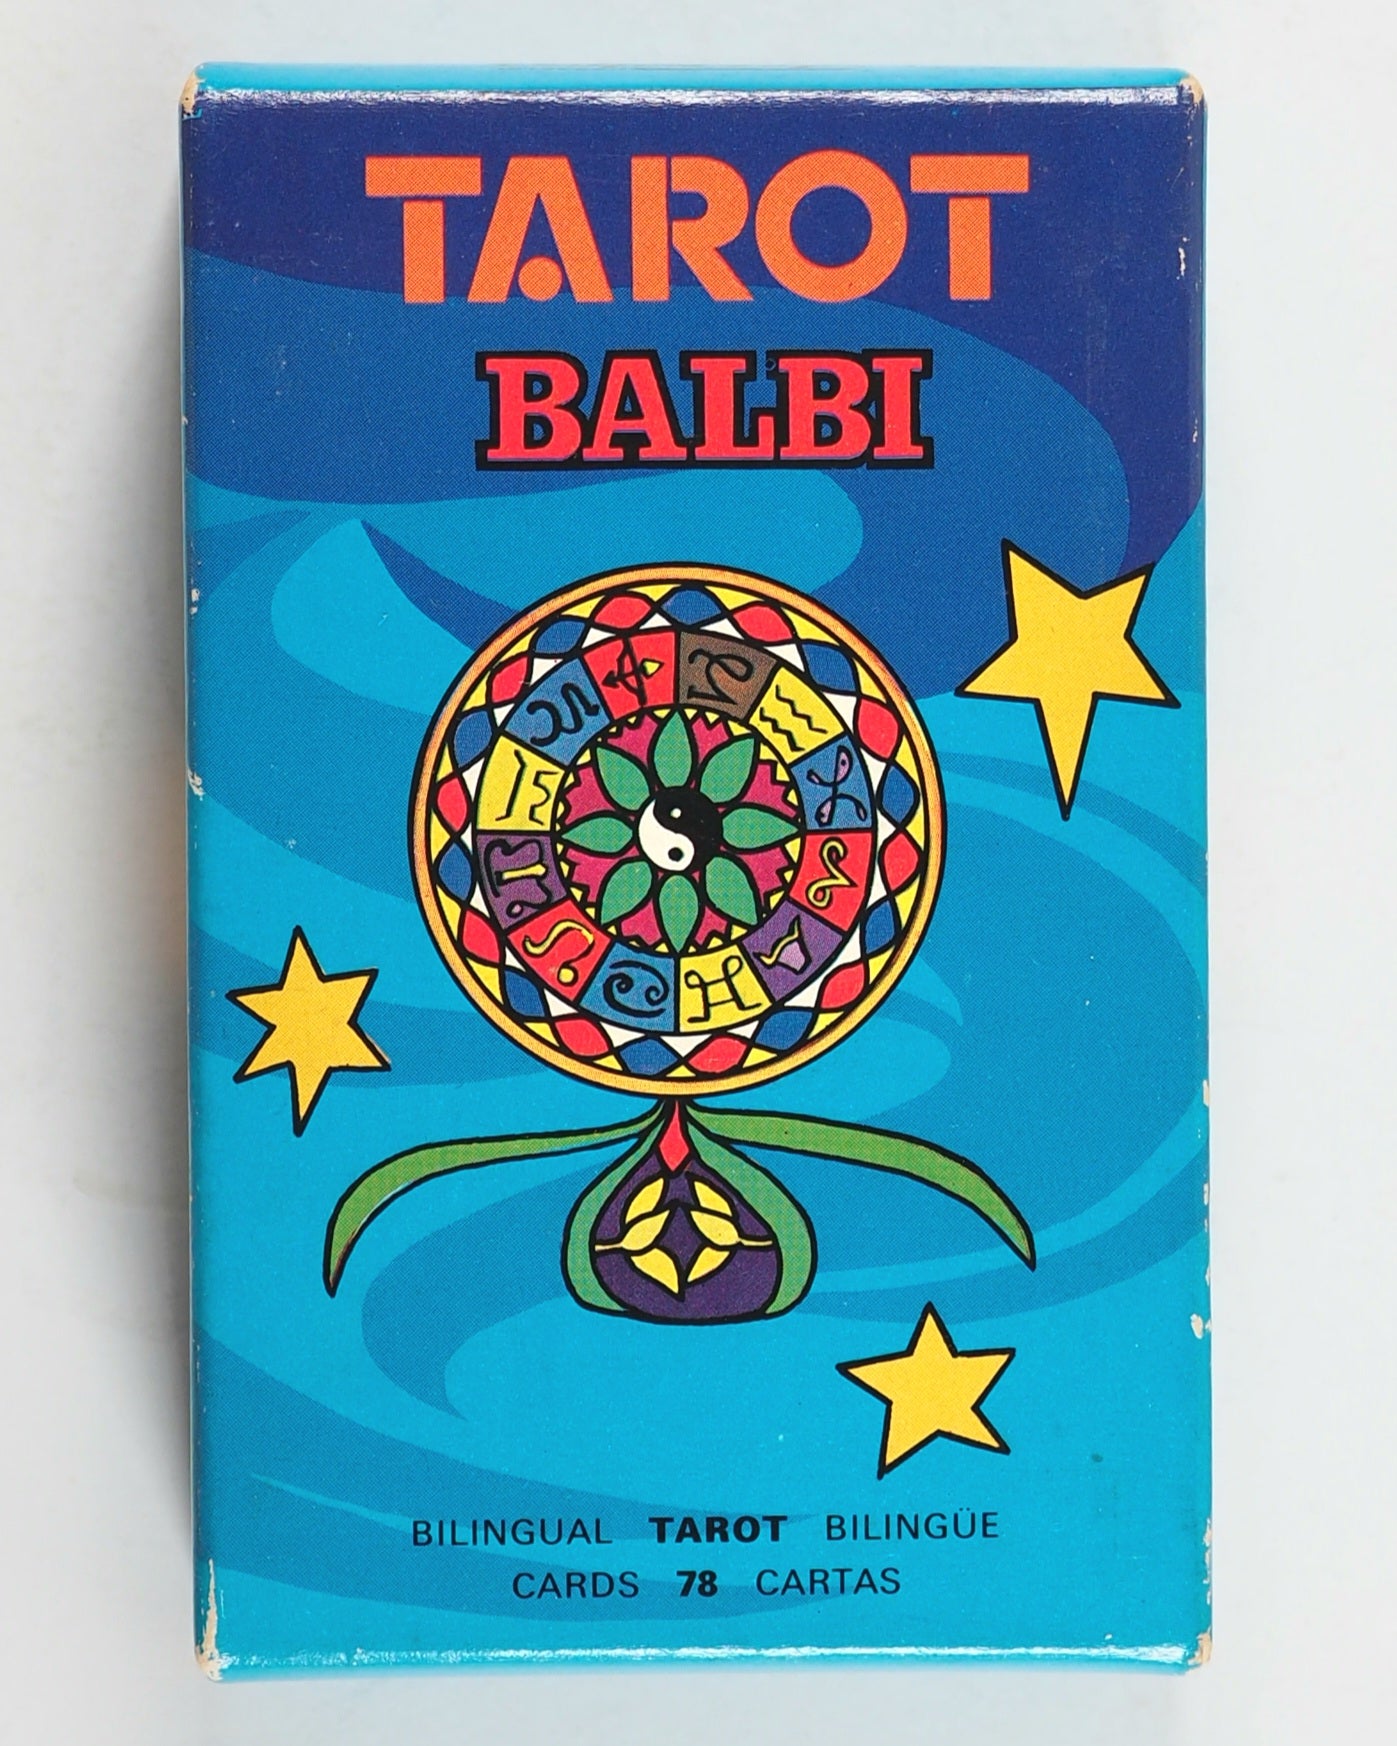 TAROT
BALBI
BILINGUAL TAROT BILINGÜE
CARDS 78 CARTAS